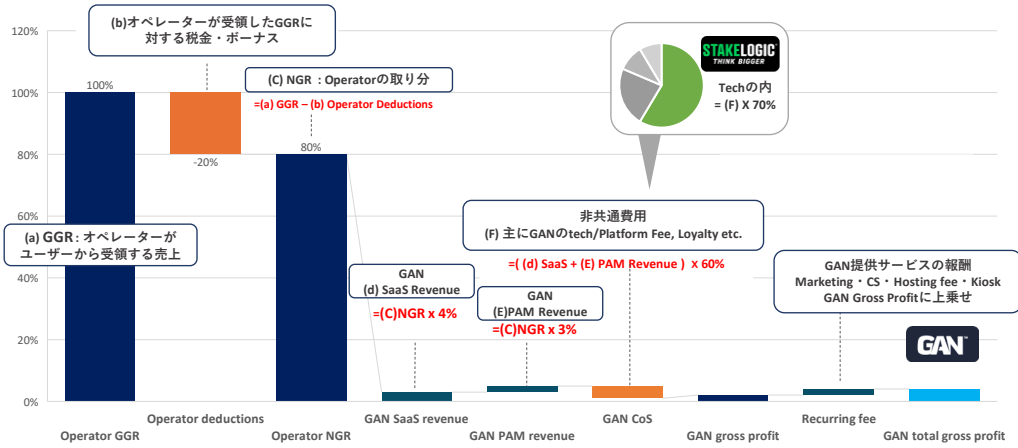 (b)オペレーターが受領したGGRに
対する税金・ボーナス
(C) NGR：Operatorの取り分
=(a) GGR – (b) Operator Deductions
STAKELOGIC
THINK BIGGER
Techの内
= (F) X 70%
120%
100%
80%
60%
40%
20%
0%
100%
-20%
80%
(a) GGR：オペレーターが
ユーザーから受領する売上
GAN
(d) SaaS Revenue
=(C)NGR x 4%
GAN
(E)PAM Revenue
=(C)NGR x 3%
非共通費用
(F) 主にGANのtech/Platform Fee, Loyalty etc.
=( (d) SaaS + (E) PAM Revenue ) x 60%
GAN提供サービスの報酬
Marketing・CS・Hosting fee・Kiosk
GAN Gross Profitに上乗せ
GAN™
Operator GGR
Operator deductions
Operator NGR
GAN SaaS revenue
GAN PAM revenue
GAN CoS
GAN gross profit
Recurring fee
GAN total gross profit